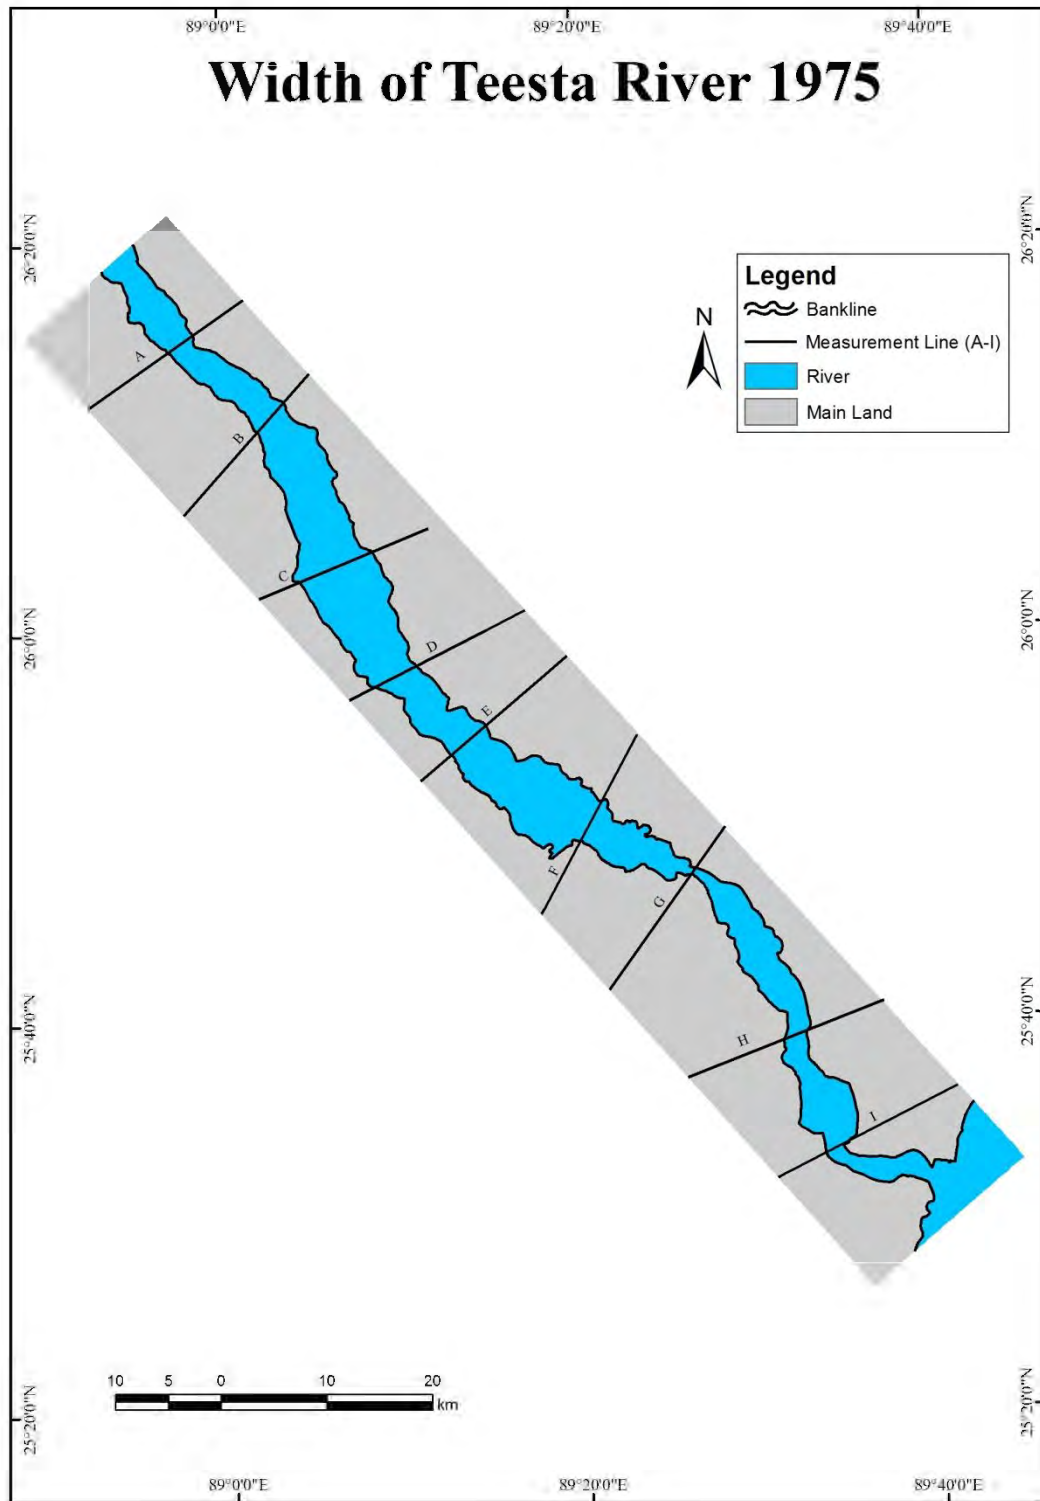 89°0'0"E 89°20'0"E 89°40'0"E
Width of Teesta River 1975
26°20'0"N 26°20'0"N
Legend
Bankline
Measurement Line (A-I)
River
Main Land
N
A
B
C
26°0'0"N 26°0'0"N
D
E
F
G
25°40'0"N 25°40'0"N
H
I
10 5 0 10 20
km
25°20'0"N 25°20'0"N
89°0'0"E 89°20'0"E 89°40'0"E